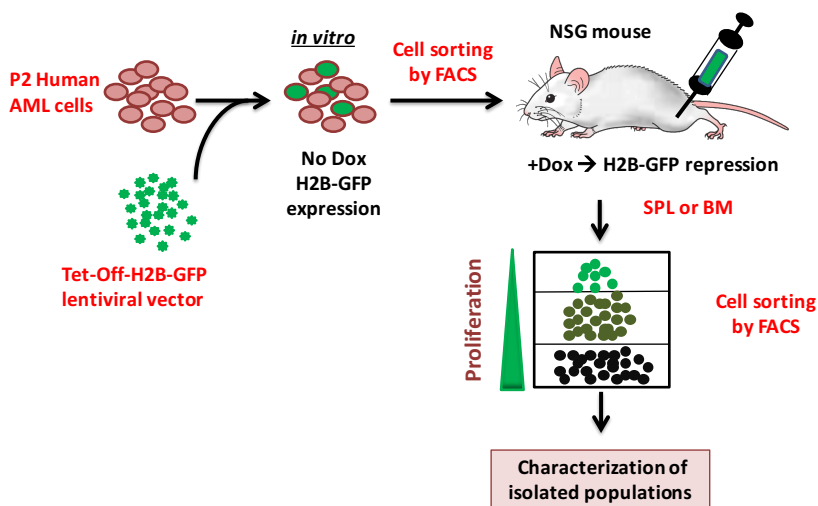 P2 Human
AML cells
Tet-Off-H2B-GFP
lentiviral vector
in vitro
No Dox
H2B-GFP
expression
Cell sorting
by FACS
NSG mouse
+Dox → H2B-GFP repression
SPL or BM
Proliferation
Cell sorting
by FACS
Characterization of
isolated populations